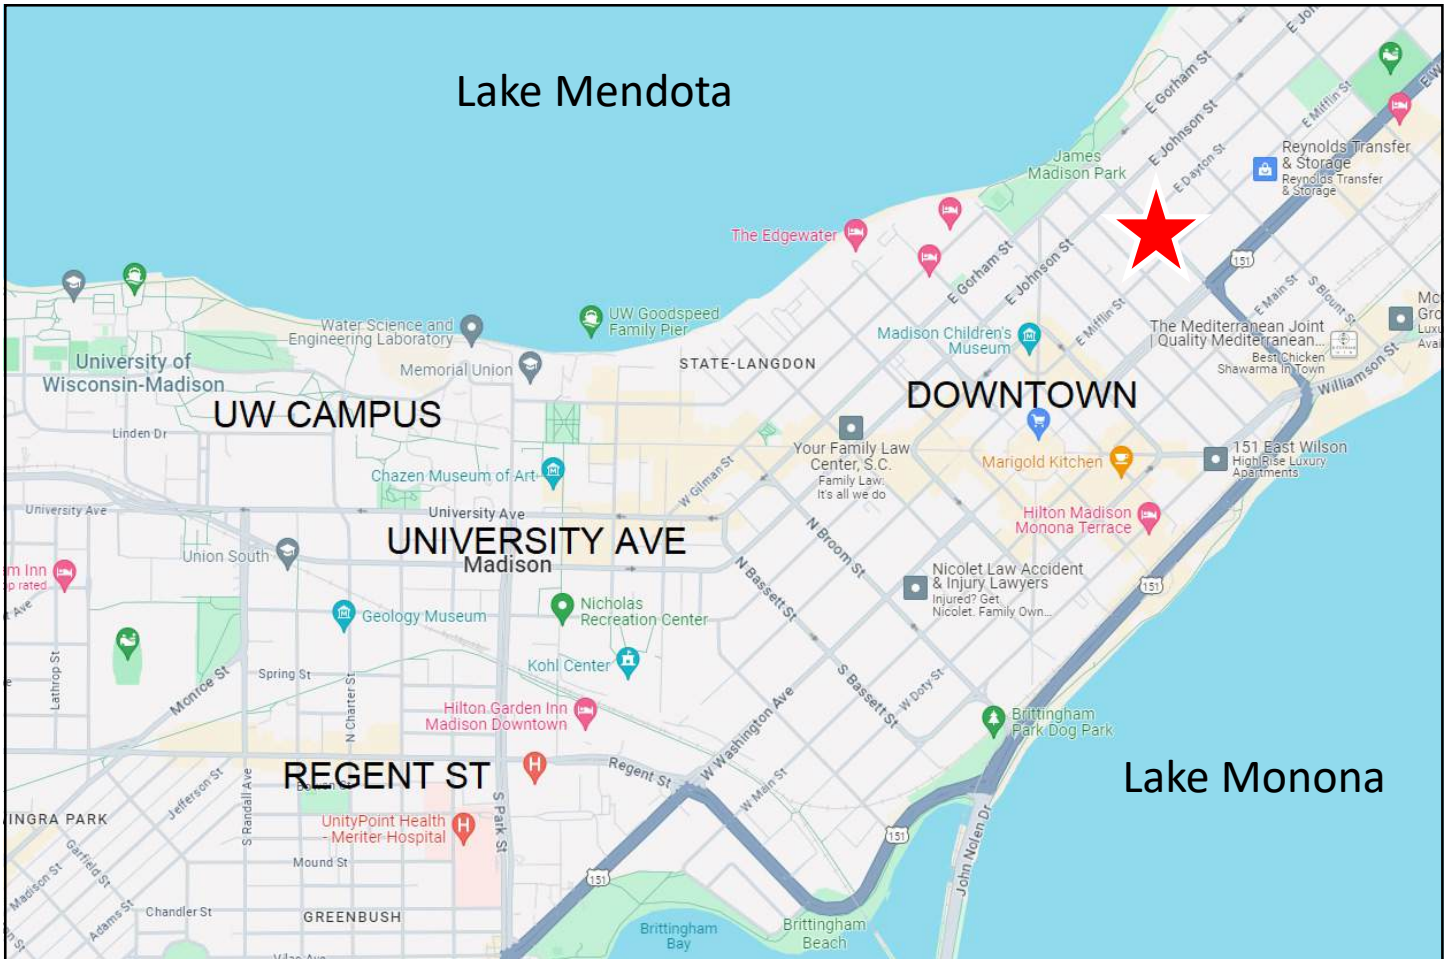 Lake Mendota
E Gorham St
E Johnson St
E Mifflin St
E Dayton St
Reynolds Transfer
& Storage
Reynolds Transfer
& Storage
James
Madison Park
The Edgewater
151
E Gorham St
E Johnson St
E Mifflin St
E Main St
S Blount St
Water Science and
Engineering Laboratory
UW Goodspeed
Family Pier
Madison Children's
Museum
The Mediterranean Joint
| Quality Mediterranean...
Best Chicken
Shawarma In Town
Williamson St
University of
Wisconsin-Madison
Memorial Union
STATE-LANGDON
DOWNTOWN
UW CAMPUS
Linden Dr
Your Family Law
Center, S.C.
Family Law:
It's all we do
Marigold Kitchen
151 East Wilson
High Rise Luxury
Apartments
Chazen Museum of Art
W Gilman St
University Ave
University Ave
Hilton Madison
Monona Terrace
UNIVERSITY AVE
Madison
Union South
N Broom St
N Bassett St
Nicolet Law Accident
& Injury Lawyers
Injured? Get
Nicolet. Family Own...
151
Geology Museum
Nicholas
Recreation Center
Kohl Center
Lathrop St
Spring St
Monroe St
N Charter St
S Bassett St
W Doty St
Hilton Garden Inn
Madison Downtown
W Washington Ave
Brittingham
Park Dog Park
REGENT ST
Regent St
W Main St
Lake Monona
Jefferson St
S Randall Ave
S Park St
UnityPoint Health
- Meriter Hospital
Mound St
Garfield St
Madison St
Adams St
Chandler St
GREENBUSH
151
151
John Nolen Dr
Brittingham
Bay
Brittingham
Beach